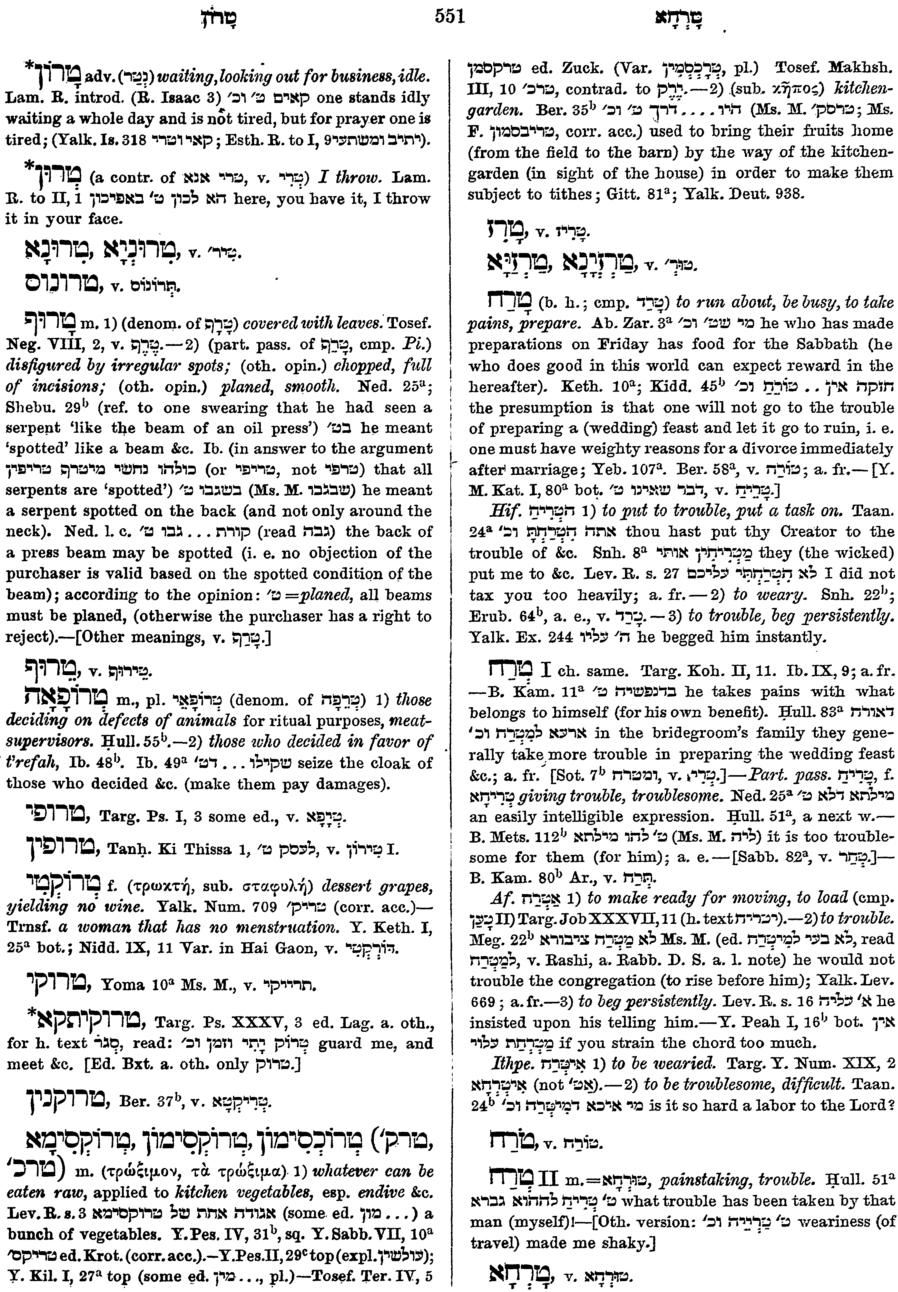 טָרוֹן 551 טָרְחָא
*טָרוֹן adv. (נְטַר) waiting, looking out for business, idle.
Lam. R. introd. (R. Isaac 3) קאים ט׳ וכ׳ one stands idly
waiting a whole day and is not tired, but for prayer one is
tired; (Yalk. Is. 318 קאי וטרי׳; Esth. R. to I, 9 יתיב ומשתעי׳).
*טְרוּן (a contr. of טרי אנא, v. טְרֵי) I throw. Lam.
R. to II, 1 הא לכון ט׳ באפיכון here, you have it, I throw
it in your face.
טְרוּנְיָא, טְרוּנָא, v. טִיר׳.
טרונוס, v. תְּרוֹנוֹס.
טָרוּף m. 1) (denom. of טָרָף) covered with leaves. Tosef.
Neg. VIII, 2, v. טָרָף.—2) (part. pass. of טָרַף, cmp. Pi.)
disfigured by irregular spots; (oth. opin.) chopped, full
of incisions; (oth. opin.) planed, smooth. Ned. 25a;
Shebu. 29b (ref. to one swearing that he had seen a
serpent ‘like the beam of an oil press’) בט׳ he meant
‘spotted’ like a beam &c. Ib. (in answer to the argument
כולהו נחשי מיטרף טריפין (or טריפי, not טרפי) that all
serpents are ‘spotted’) בשגבו ט׳ (Ms. M. שבגבו) he meant
a serpent spotted on the back (and not only around the
neck). Ned. l. c. קורת ... גבו ט׳ (read גבה) the back of
a press beam may be spotted (i. e. no objection of the
purchaser is valid based on the spotted condition of the
beam); according to the opinion: ט׳ =planed, all beams
must be planed, (otherwise the purchaser has a right to
reject).—[Other meanings, v. טָרַף.]
טֵרוּף, v. טֵירוּף.
טְרוֹפָאָה m., pl. טְרוֹפָאֵי (denom. of טְרֵפָה) 1) those
deciding on defects of animals for ritual purposes, meat-
supervisors. Ḥull. 55b.—2) those who decided in favor of
t’refah, Ib. 48b. Ib. 49a שקילו ... דט׳ seize the cloak of
those who decided &c. (make them pay damages).
טרופי, Targ. Ps. I, 3 some ed., v. טַרְפָּא.
טרופין, Tanḥ. Ki Thissa 1, לעסק ט׳, v. טֵירוֹן I.
טְרוֹקְטֵי f. (τρωκτή, sub. σταφυλή) dessert grapes,
yielding no wine. Yalk. Num. 709 טריק׳ (corr. acc.)—
Trnsf. a woman that has no menstruation. Y. Keth. I,
25a bot.; Nidd. IX, 11 Var. in Hai Gaon, v. דּוֹרְקְטִי.
טרוקי, Yoma 10a Ms. M., v. תרייקי.
*טרוקיתקא, Targ. Ps. XXXV, 3 ed. Lag. a. oth.,
for h. text סְגֹר, read: טְרוֹק יָתִי וזמן וכ׳ guard me, and
meet &c. [Ed. Bxt. a. oth. only טְרוֹק.]
טרוקנין, Ber. 37b, v. טְרִיקְטָא.
טְרוֹכְסִימוֹן, טְרוֹקְסִימוֹן, טְרוֹקְסִימָא (טרק׳,
טרכ׳) m. (τρώξιμον, τὰ τρώξιμα) 1) whatever can be
eaten raw, applied to kitchen vegetables, esp. endive &c.
Lev. R. s. 3 אגודה אחת של טרוקסימא (some ed. ...מון) a
bunch of vegetables. Y. Pes. IV, 31b, sq. Y. Sabb. VII, 10a
טריקס׳ ed. Krot. (corr. acc.).—Y. Pes. II, 29c top (expl. עולשין);
Y. Kil. I, 27a top (some ed. ...מין, pl.)—Tosef. Ter. IV, 5
טרקסמון ed. Zuck. (Var. טְרַכְסְמִין, pl.) Tosef. Makhsh.
III, 10 טרכ׳, contrad. to יֶרֶק.—2) (sub. κῆπος) kitchen-
garden. Ber. 35b היו .... דרך ט׳ וכ׳ (Ms. M. טרסק׳; Ms.
F. טריבסמון, corr. acc.) used to bring their fruits home
(from the field to the barn) by the way of the kitchen-
garden (in sight of the house) in order to make them
subject to tithes; Gitt. 81a; Yalk. Deut. 938.
טָרִז, v. טָרִיז.
טַרְזְיָנָא, טַרְזִיָּא, v. טוּר׳.
טָרַח (b. h.; cmp. טָרַד) to run about, be busy, to take
pains, prepare. Ab. Zar. 3a מי שט׳ וכ׳ he who has made
preparations on Friday has food for the Sabbath (he
who does good in this world can expect reward in the
hereafter). Keth. 10a; Kidd. 45b חזקה אין .. טוֹרֵחַ וכ׳
the presumption is that one will not go to the trouble
of preparing a (wedding) feast and let it go to ruin, i. e.
one must have weighty reasons for a divorce immediately
after marriage; Yeb. 107a. Ber. 58a, v. טוֹרַח; a. fr.—[Y.
M. Kat. I, 80a bot. דבר שאינו ט׳, v. טָרִיחַ.]
Hif. הִטְרִיחַ 1) to put to trouble, put a task on. Taan.
24a אתה הִטְרַחְתָּ וכ׳ thou hast put thy Creator to the
trouble of &c. Snh. 8a מַטְרִיחִין אותי they (the wicked)
put me to &c. Lev. R. s. 27 לא הִטְרַחְתִּי עליכם I did not
tax you too heavily; a. fr.—2) to weary. Snh. 22b;
Erub. 64b, a. e., v. טָרַד.—3) to trouble, beg persistently.
Yalk. Ex. 244 ה׳ עליו he begged him instantly.
טְרַח I ch. same. Targ. Koh. II, 11. Ib. IX, 9; a. fr.
—B. Kam. 11a בדנפשיה ט׳ he takes pains with what
belongs to himself (for his own benefit). Ḥull. 83a דאורח
ארעא למִטְרַח וכ׳ in the bridegroom’s family they gene-
rally take more trouble in preparing the wedding feast
&c.; a. fr. [Sot. 7b ומטרח, v. טְרֵי.]—Part. pass. טְרִיחַ, f.
טְרִיחָא giving trouble, troublesome. Ned. 25a מילתא דלא ט׳
an easily intelligible expression. Ḥull. 51a, a next w.—
B. Mets. 112b ט׳ להו מילתא (Ms. M. ליה) it is too trouble-
some for them (for him); a. e.—[Sabb. 82a, v. טְחַר.]—
B. Kam. 80b Ar., v. תְּרַח.
Af. אַטְרַח 1) to make ready for moving, to load (cmp.
טָעַן II) Targ. Job XXXVII, 11 (h. text יטריח).—2) to trouble.
Meg. 22b לא מַטְרַח ציבורא Ms. M. (ed. לא בעי למִיטְרַח, read
למַטְרַח, v. Rashi, a. Rabb. D. S. a. l. note) he would not
trouble the congregation (to rise before him); Yalk. Lev.
669; a. fr.—3) to beg persistently. Lev. R. s. 16 א׳ עליה he
insisted upon his telling him.—Y. Peah I, 16b bot. אין
מַטְרְחַת עלוי if you strain the chord too much.
Ithpe. אִיטְרַח 1) to be wearied. Targ. Y. Num. XIX, 2
אִיטְרְחָא (not אט׳).—2) to be troublesome, difficult. Taan.
24b מי איכא דמִיטְרַח וכ׳ is it so hard a labor to the Lord?
טֹרַח, v. טוֹרַח.
טְרַח II m.=טִירְחָא, painstaking, trouble. Ḥull. 51a
ט׳ טְרִיחַ לההוא גברא what trouble has been taken by that
man (myself)!—[Oth. version: ט׳ טְרַיְיה וכ׳ weariness (of
travel) made me shaky.]
טָרְחָא, v. טוּרְחָא.